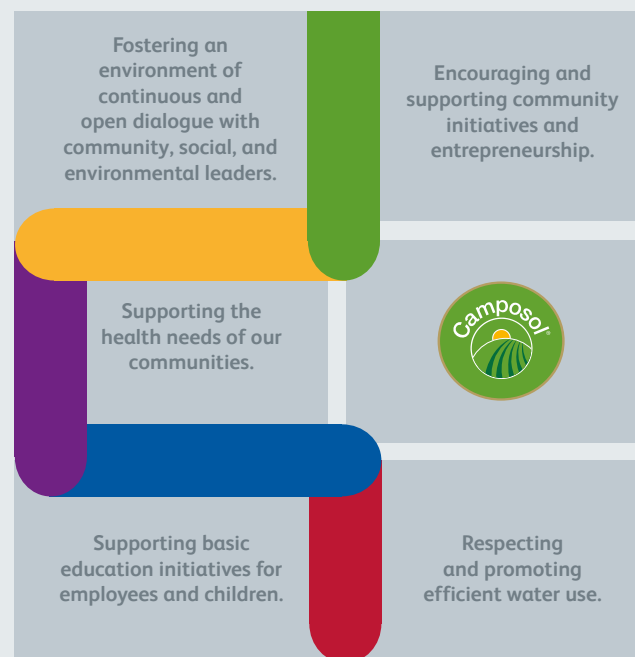 Fostering an
environment of
continuous and
open dialogue with
community, social, and
environmental leaders.
Encouraging and
supporting community
initiatives and
entrepreneurship.
Supporting the
health needs of our
communities.
Camposol®
Supporting basic
education initiatives for
employees and children.
Respecting
and promoting
efficient water use.